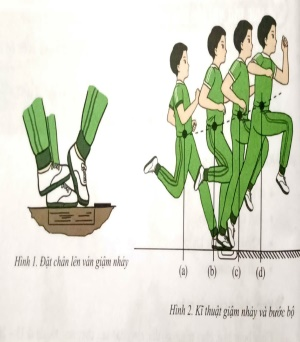 Hình 1. Đặt chân lên ván giậm nhảy
(a) (b) (c) (d)
Hình 2. Kĩ thuật giậm nhảy và bước bộ